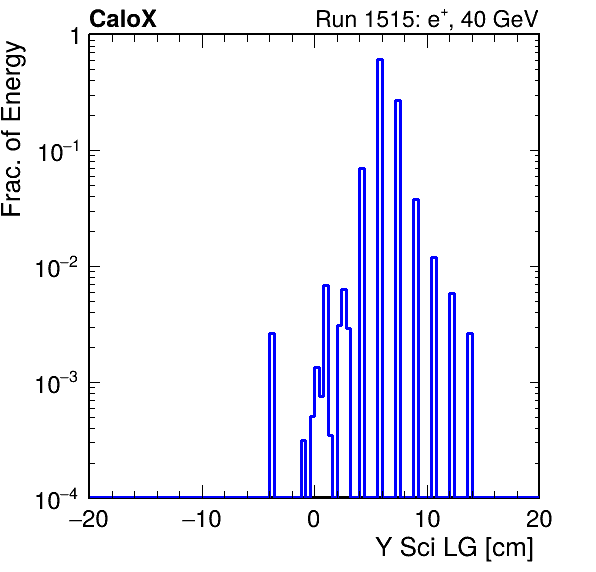 CaloX Run 1515: e⁺, 40 GeV
Frac. of Energy
1
10⁻¹
10⁻²
10⁻³
10⁻⁴
−20 −10 0 10 20
Y Sci LG [cm]